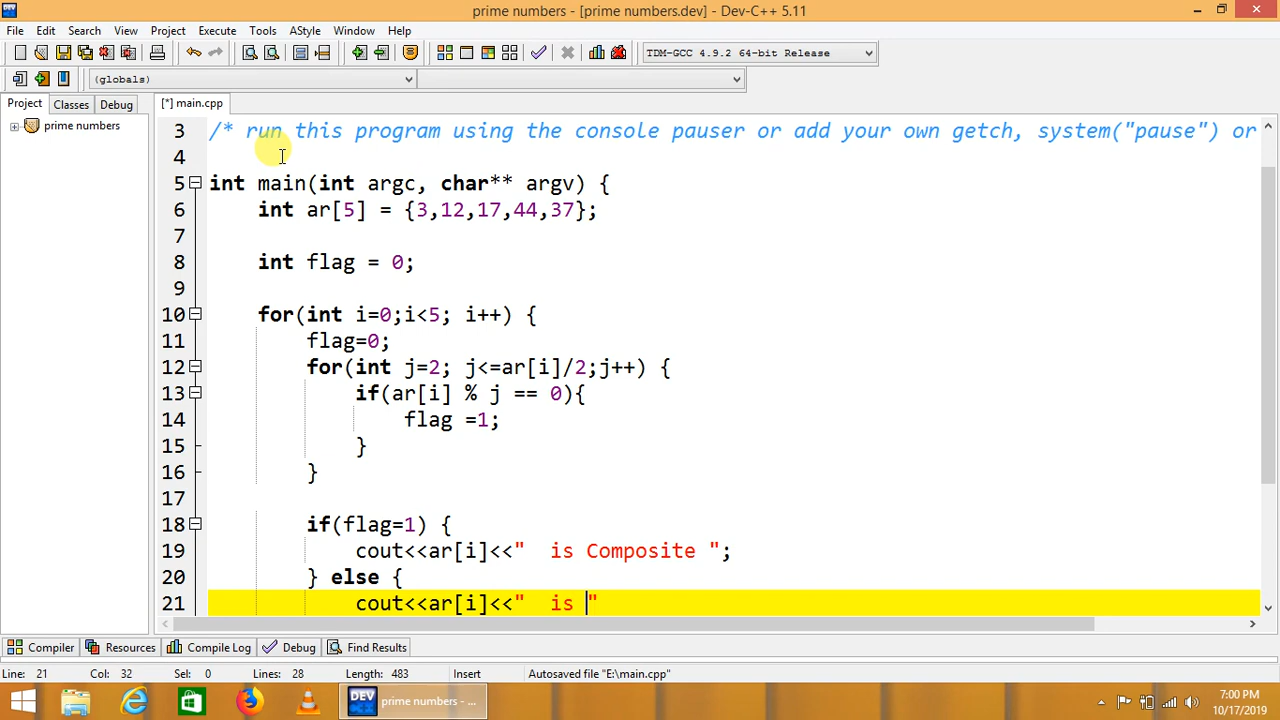 prime numbers - [prime numbers.dev] - Dev-C++ 5.11
File Edit Search View Project Execute Tools AStyle Window Help
TDM-GCC 4.9.2 64-bit Release
(globals)
Project Classes Debug [*] main.cpp
prime numbers
3 /* run this program using the console pauser or add your own getch, system("pause") or
4
5 int main(int argc, char** argv) {
6 int ar[5] = {3,12,17,44,37};
7
8 int flag = 0;
9
10 for(int i=0;i<5; i++) {
11 flag=0;
12 for(int j=2; j<=ar[i]/2;j++) {
13 if(ar[i] % j == 0){
14 flag =1;
15 }
16 }
17
18 if(flag=1) {
19 cout<<ar[i]<<"  is Composite ";
20 } else {
21 cout<<ar[i]<<"  is "
Compiler Resources Compile Log Debug Find Results
Line: 21 Col: 32 Sel: 0 Lines: 28 Length: 483 Insert Autosaved file "E:\main.cpp"
DEV prime numbers - ... 7:00 PM
10/17/2019